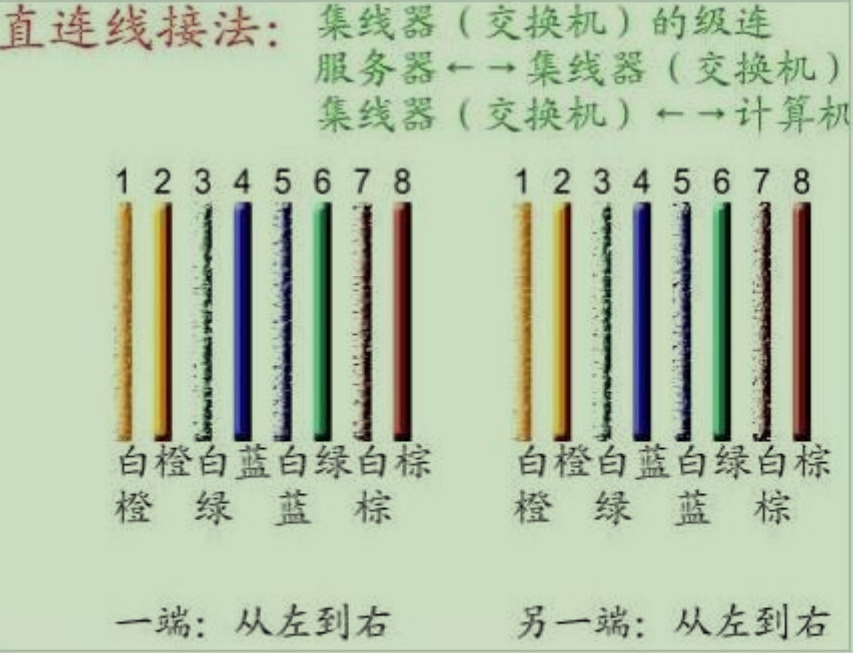 直连线接法：
集线器（交换机）的级连
服务器←→集线器（交换机）
集线器（交换机）←→计算机
1 2 3 4 5 6 7 8
1 2 3 4 5 6 7 8
白橙白蓝白绿白棕
橙 绿 蓝 棕
白橙白蓝白绿白棕
橙 绿 蓝 棕
一端：从左到右
另一端：从左到右